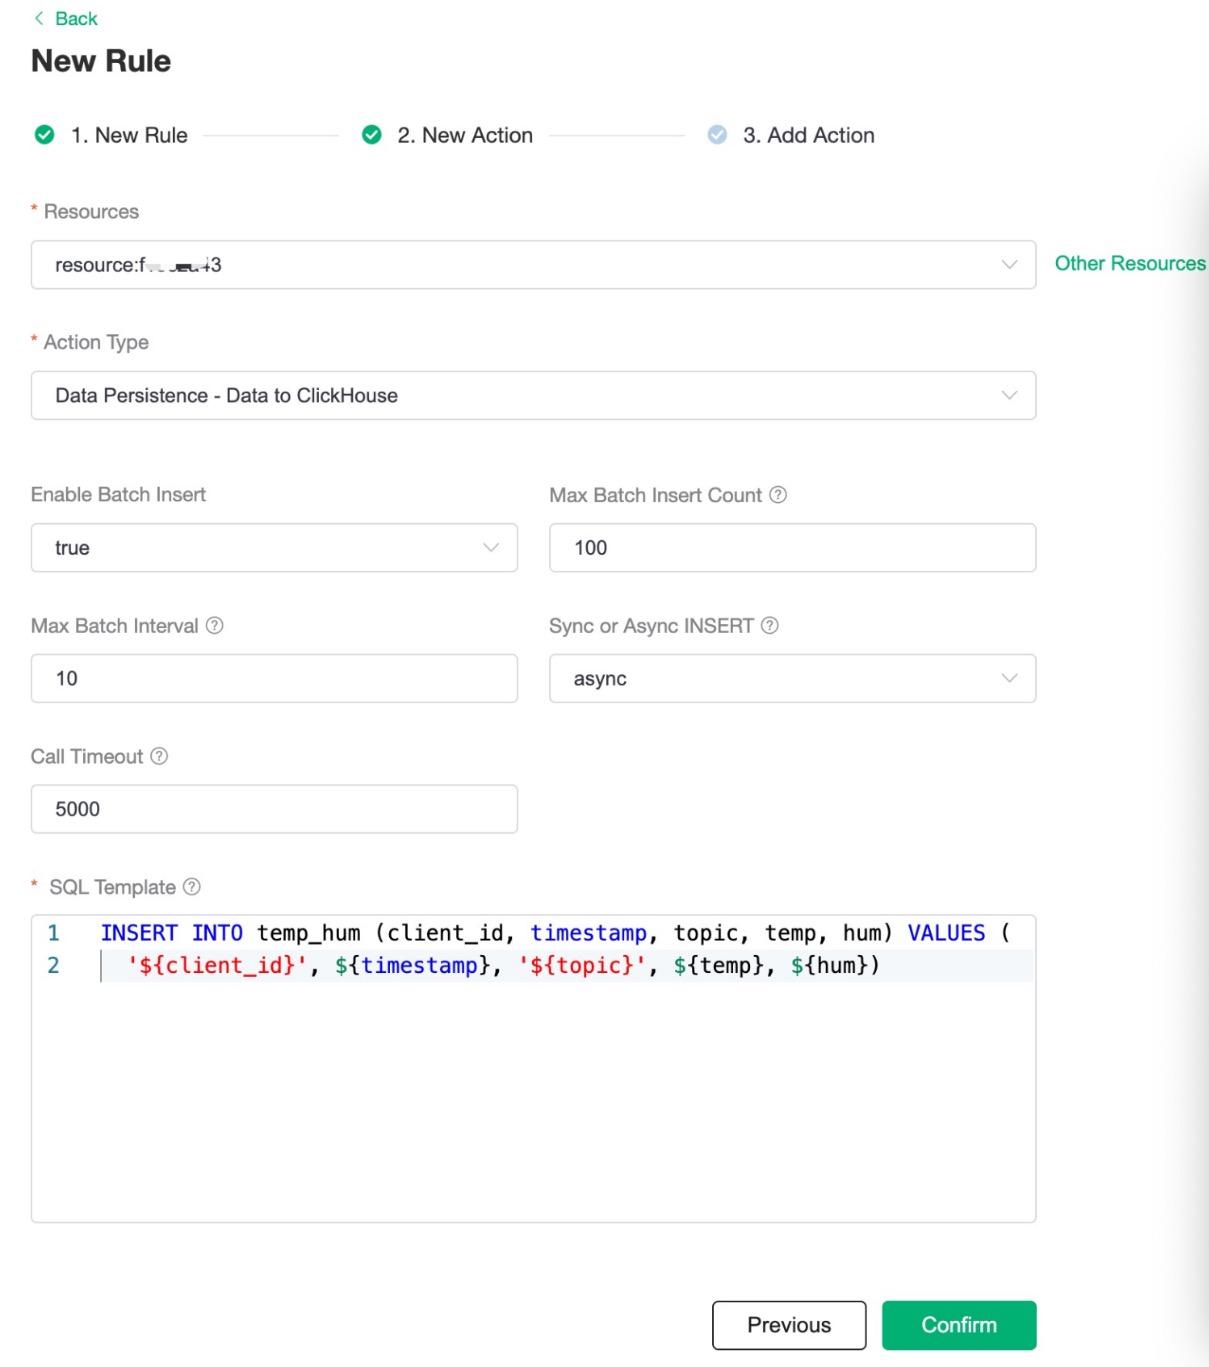 Back
New Rule
1. New Rule
2. New Action
3. Add Action
* Resources
resource:f 43
Other Resources
* Action Type
Data Persistence - Data to ClickHouse
Enable Batch Insert
Max Batch Insert Count ?
true
100
Max Batch Interval ?
Sync or Async INSERT ?
10
async
Call Timeout ?
5000
* SQL Template ?
1 INSERT INTO temp_hum (client_id, timestamp, topic, temp, hum) VALUES (
2 '${client_id}', ${timestamp}, '${topic}', ${temp}, ${hum})
Previous
Confirm